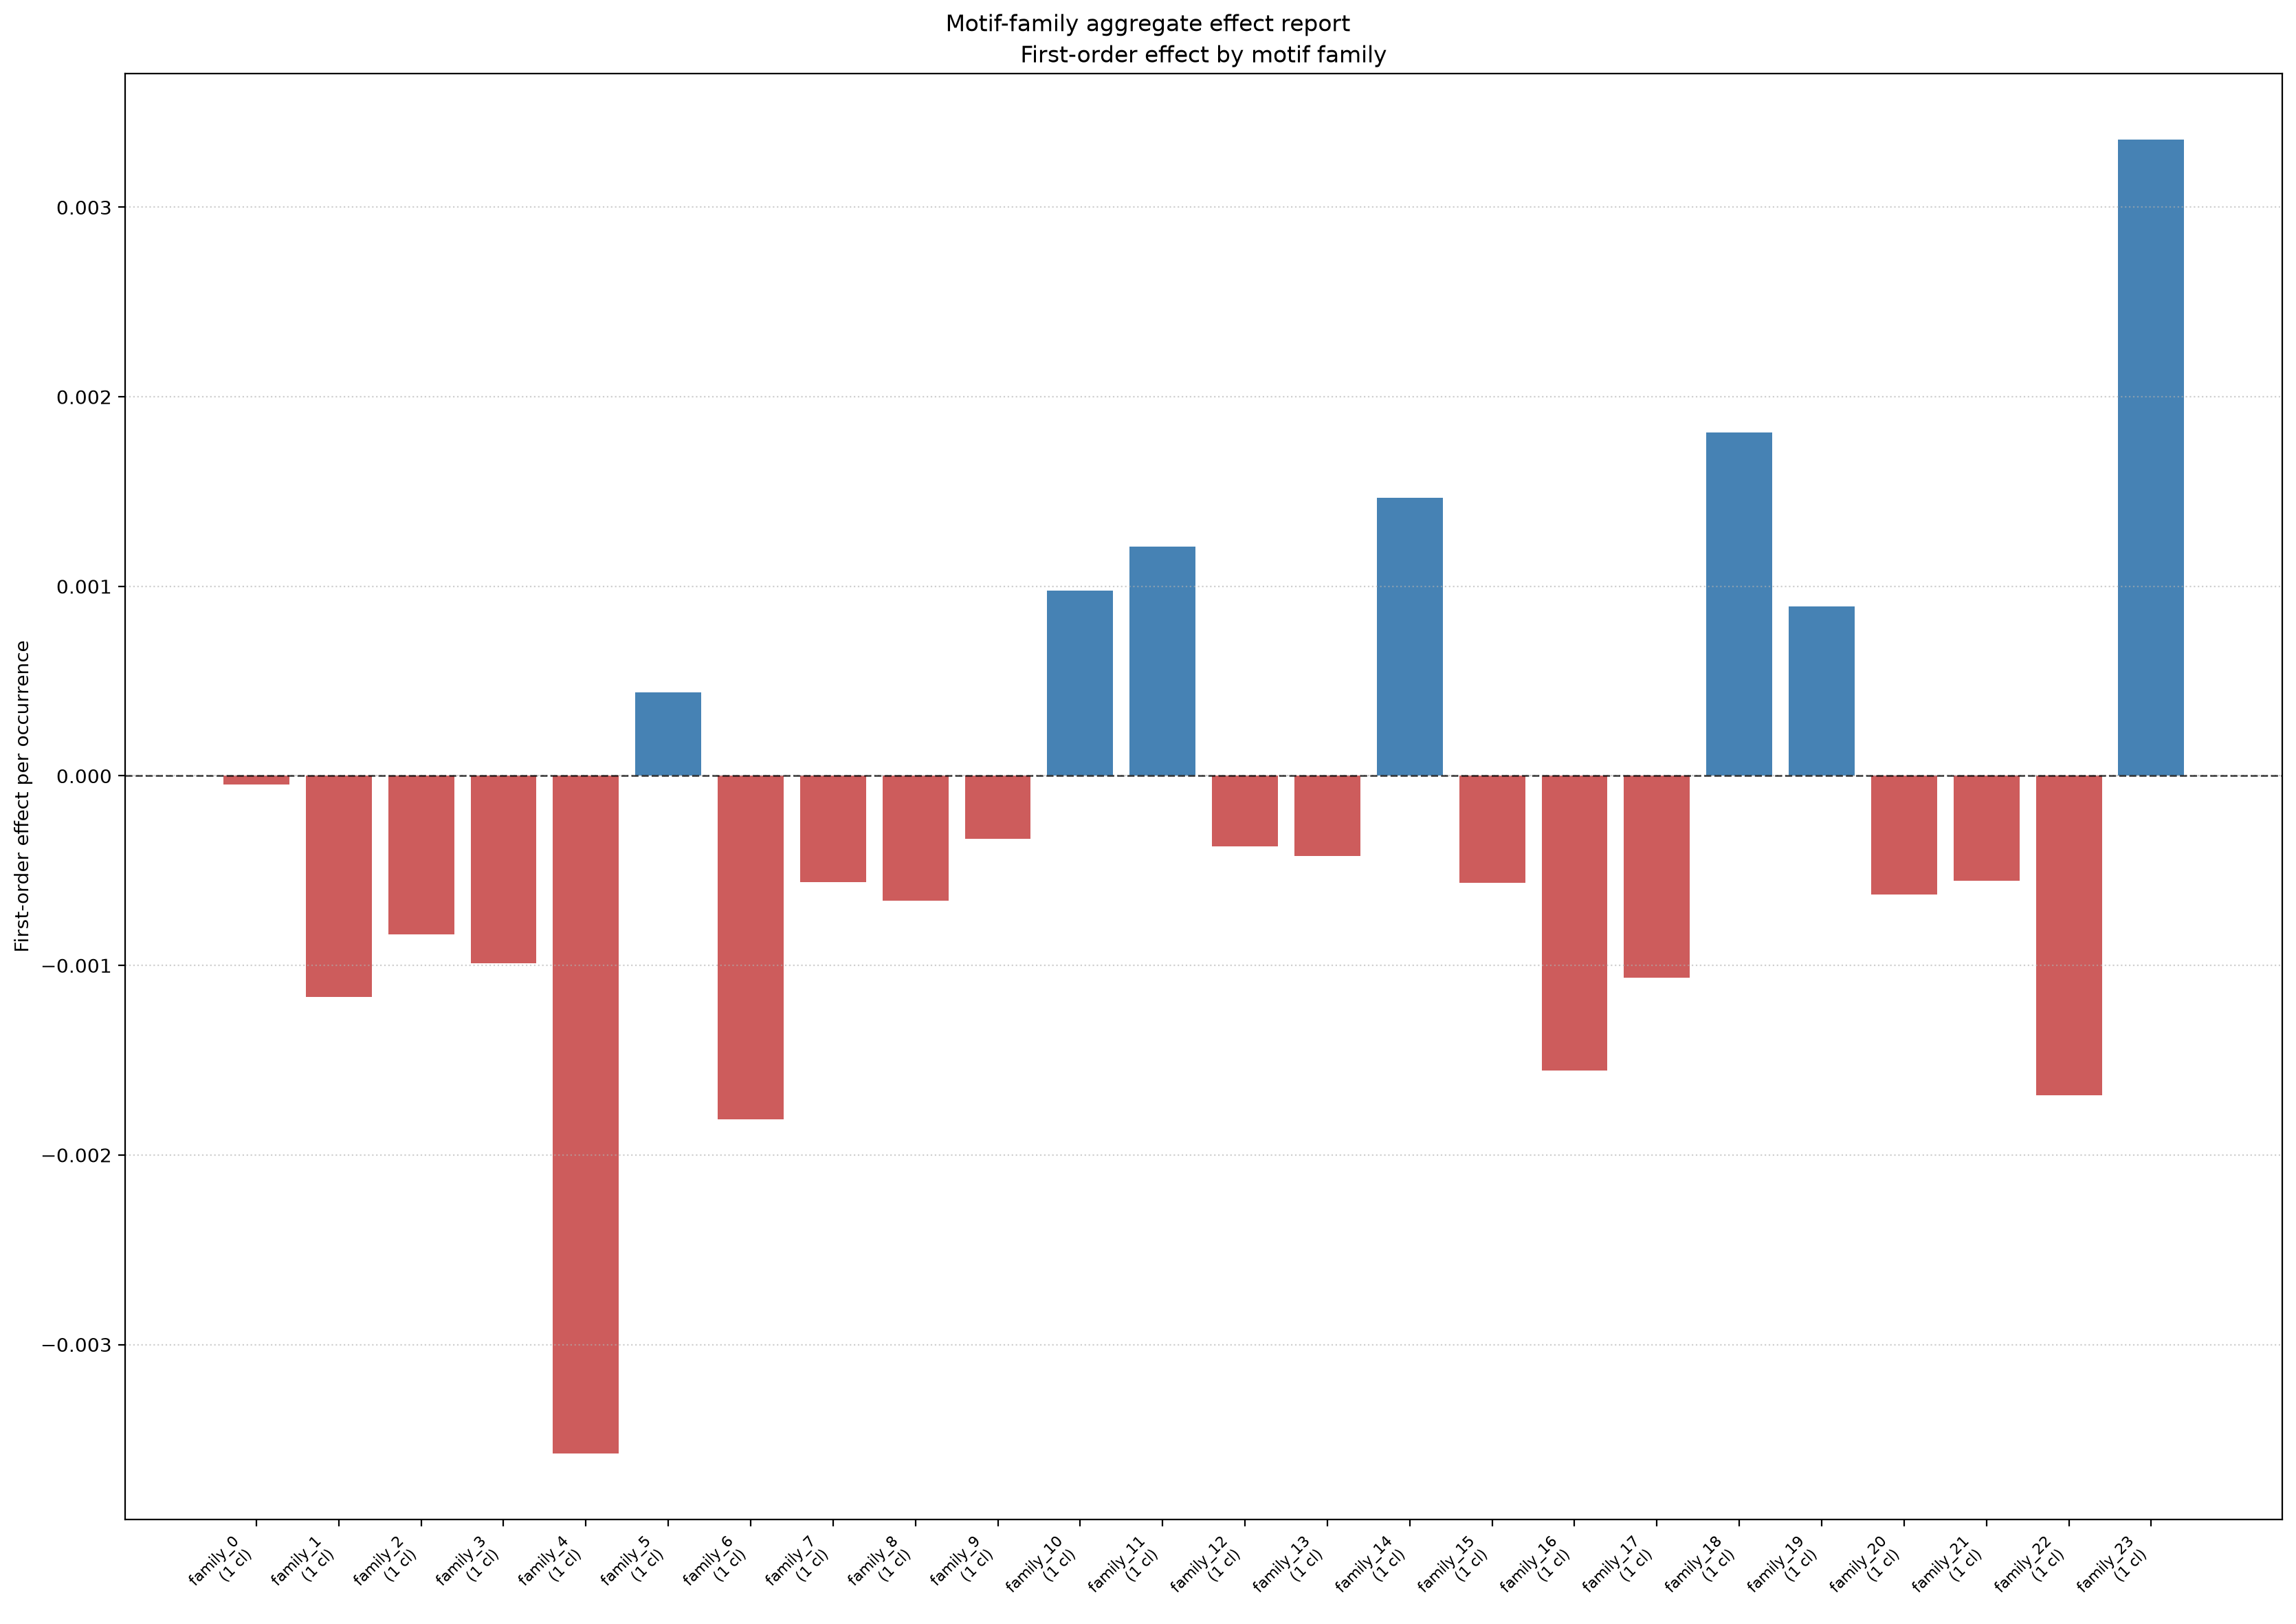 Motif-family aggregate effect report
First-order effect by motif family
First-order effect per occurrence
0.003
0.002
0.001
0.000
−0.001
−0.002
−0.003
family_0
(1 cl)
family_1
(1 cl)
family_2
(1 cl)
family_3
(1 cl)
family_4
(1 cl)
family_5
(1 cl)
family_6
(1 cl)
family_7
(1 cl)
family_8
(1 cl)
family_9
(1 cl)
family_10
(1 cl)
family_11
(1 cl)
family_12
(1 cl)
family_13
(1 cl)
family_14
(1 cl)
family_15
(1 cl)
family_16
(1 cl)
family_17
(1 cl)
family_18
(1 cl)
family_19
(1 cl)
family_20
(1 cl)
family_21
(1 cl)
family_22
(1 cl)
family_23
(1 cl)